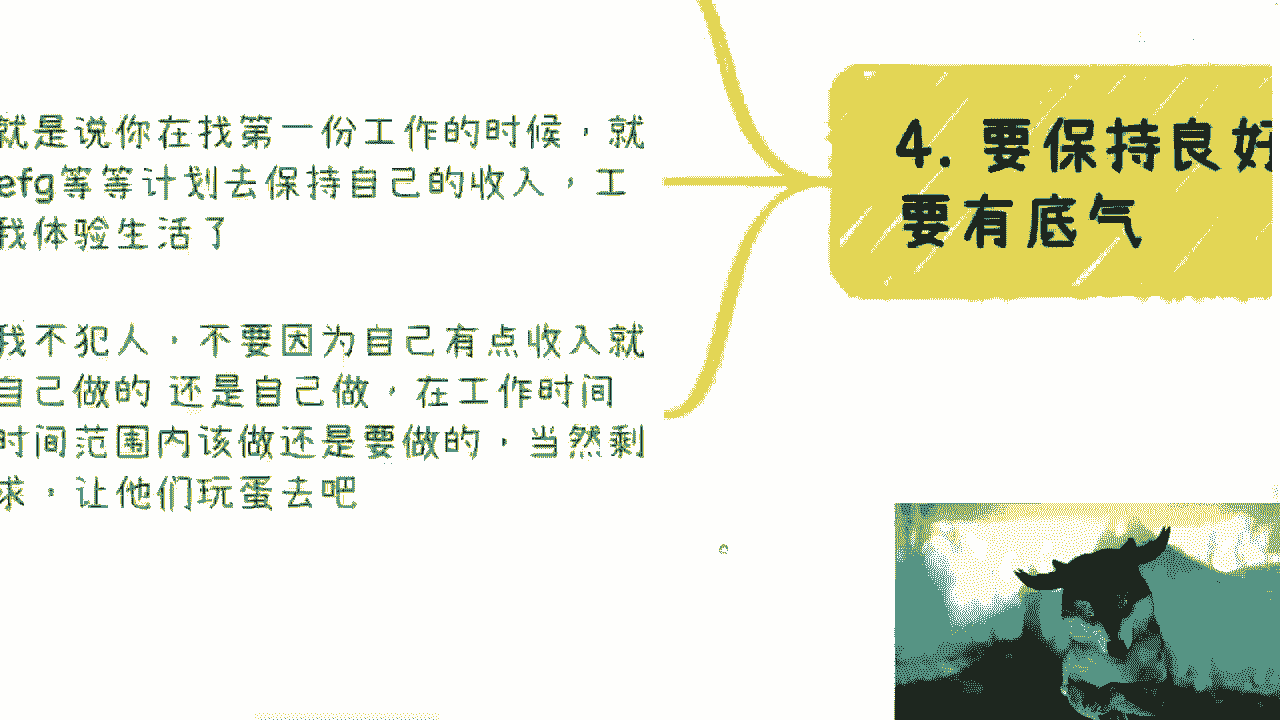 就是说你在找第一份工作的时候，就
efg等等计划去保持自己的收入，工
我体验生活了
我不犯人，不要因为自己有点收入就
自己做的 还是自己做，在工作时间
时间范围内该做还是要做的，当然剩
求，让他们玩蛋去吧
4. 要保持良好
要有底气